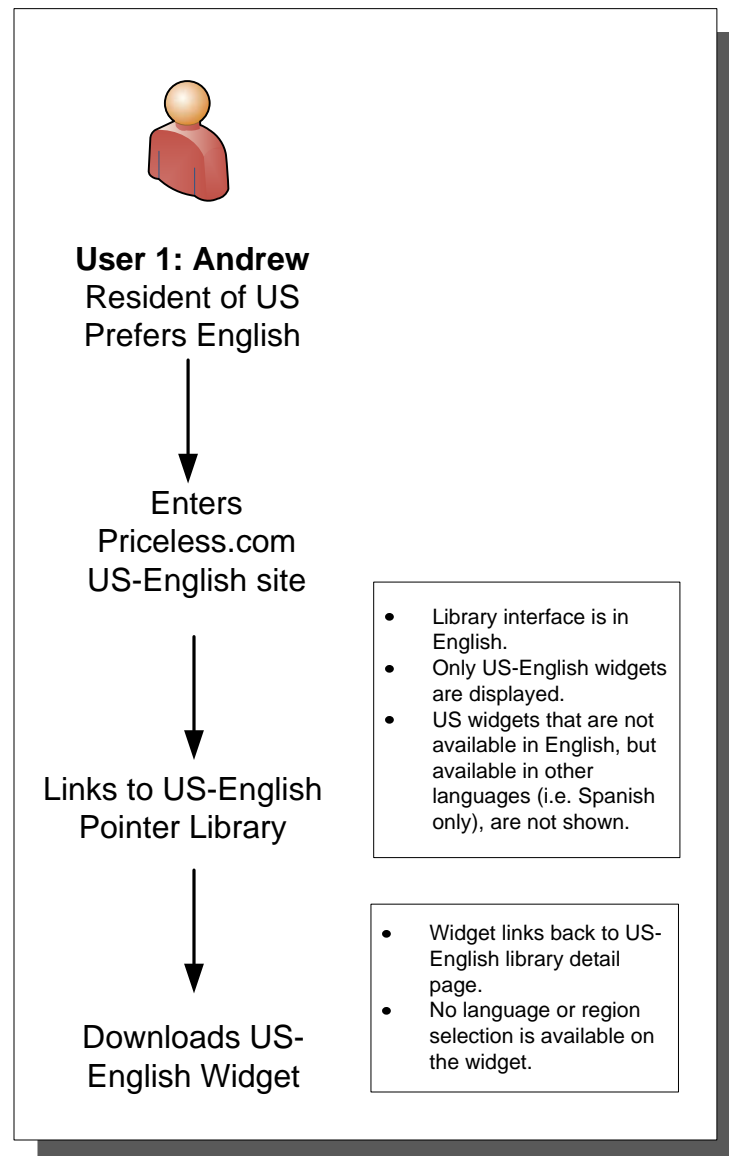 User 1: Andrew
Resident of US
Prefers English
Enters
Priceless.com
US-English site
• Library interface is in
English.
• Only US-English widgets
are displayed.
• US widgets that are not
available in English, but
available in other
languages (i.e. Spanish
only), are not shown.
Links to US-English
Pointer Library
• Widget links back to US-
English library detail
page.
• No language or region
selection is available on
the widget.
Downloads US-
English Widget